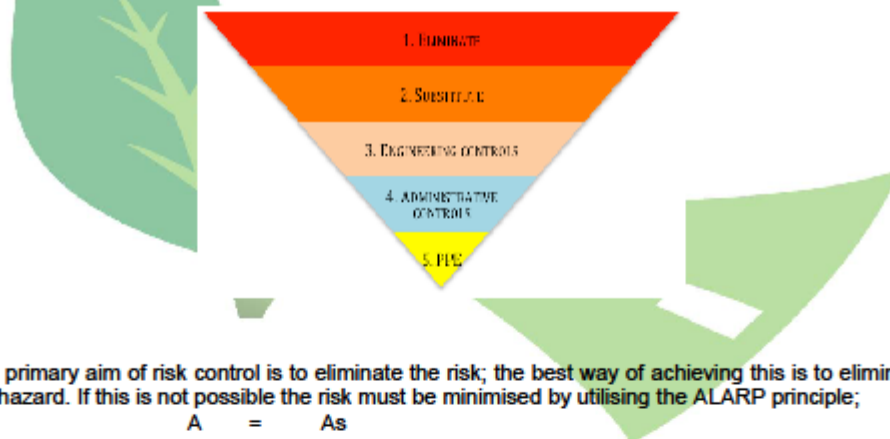 1. ELIMINATE
2. SUBSTITUTE
3. ENGINEERING CONTROLS
4. ADMINISTRATIVE
CONTROLS
5. PPE
primary aim of risk control is to eliminate the risk; the best way of achieving this is to elimin
hazard. If this is not possible the risk must be minimised by utilising the ALARP principle;
A = As